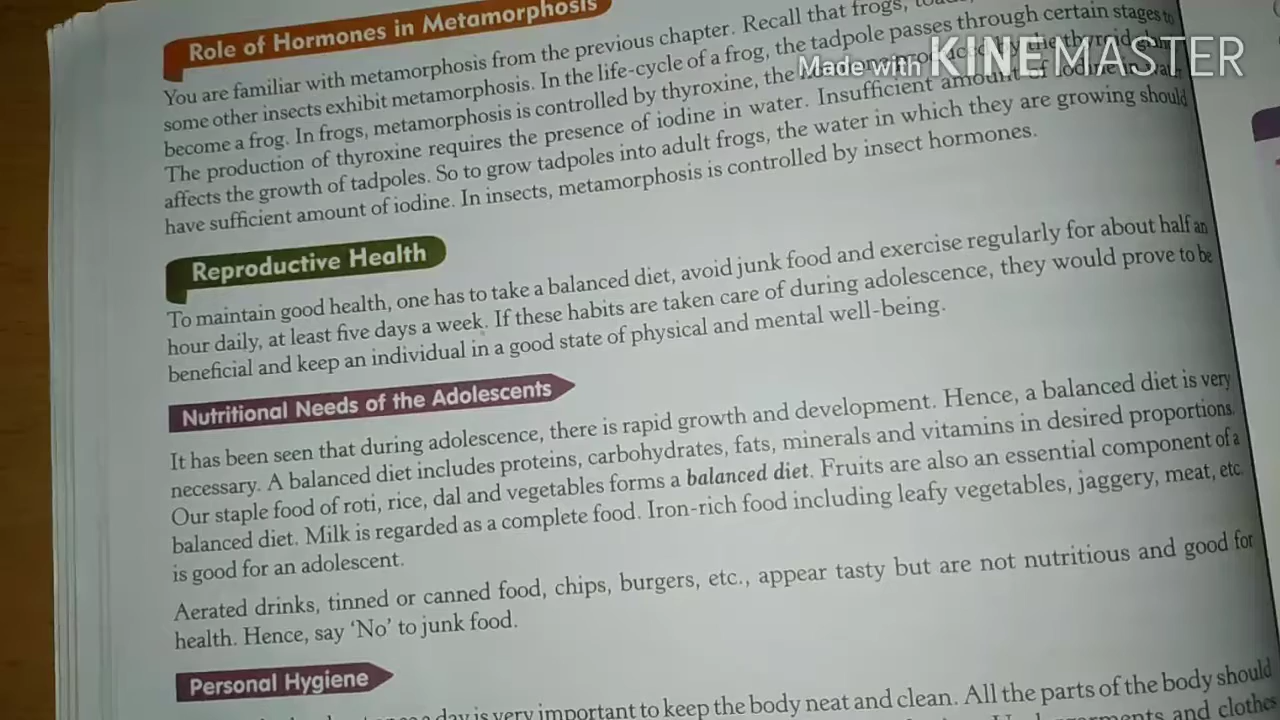 Role of Hormones in Metamorphosis
You are familiar with metamorphosis from the previous chapter. Recall that frogs,
some other insects exhibit metamorphosis. In the life-cycle of a frog, the tadpole passes through certain stages to
become a frog. In frogs, metamorphosis is controlled by thyroxine, the
The production of thyroxine requires the presence of iodine in water. Insufficient amount of iodine in
affects the growth of tadpoles. So to grow tadpoles into adult frogs, the water in which they are growing should
have sufficient amount of iodine. In insects, metamorphosis is controlled by insect hormones.
Made with KINEMASTER
Reproductive Health
To maintain good health, one has to take a balanced diet, avoid junk food and exercise regularly for about half an
hour daily, at least five days a week. If these habits are taken care of during adolescence, they would prove to be
beneficial and keep an individual in a good state of physical and mental well-being.
Nutritional Needs of the Adolescents
It has been seen that during adolescence, there is rapid growth and development. Hence, a balanced diet is very
necessary. A balanced diet includes proteins, carbohydrates, fats, minerals and vitamins in desired proportions.
Our staple food of roti, rice, dal and vegetables forms a balanced diet. Fruits are also an essential component of a
balanced diet. Milk is regarded as a complete food. Iron-rich food including leafy vegetables, jaggery, meat, etc.
is good for an adolescent.
Aerated drinks, tinned or canned food, chips, burgers, etc., appear tasty but are not nutritious and good for
health. Hence, say 'No' to junk food.
Personal Hygiene
day is very important to keep the body neat and clean. All the parts of the body should
and clothes